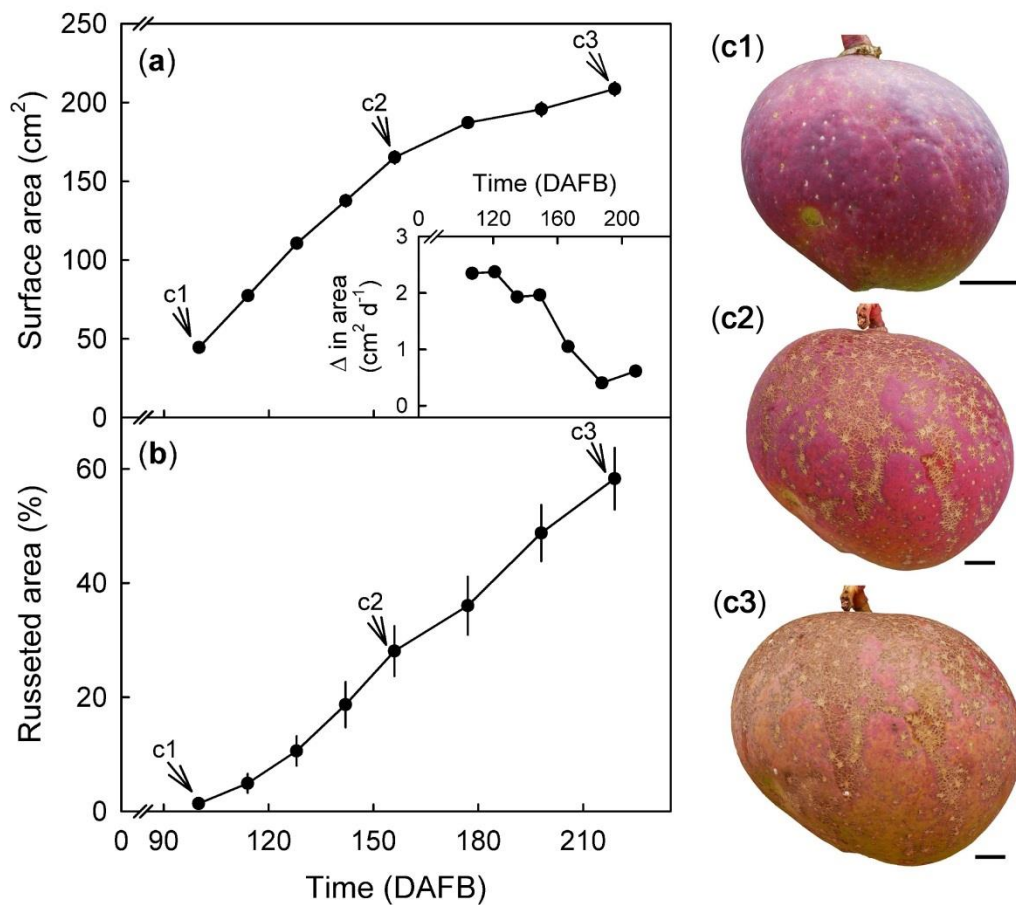 (a)
Surface area (cm²)
250
200
150
100
50
0
c1
c2
c3
Time (DAFB)
0
120
160
200
Δ in area
(cm² d⁻¹)
3
2
1
0
(b)
Russeted area (%)
60
40
20
0
c1
c2
c3
0
90
120
150
180
210
Time (DAFB)
(c1)
(c2)
(c3)